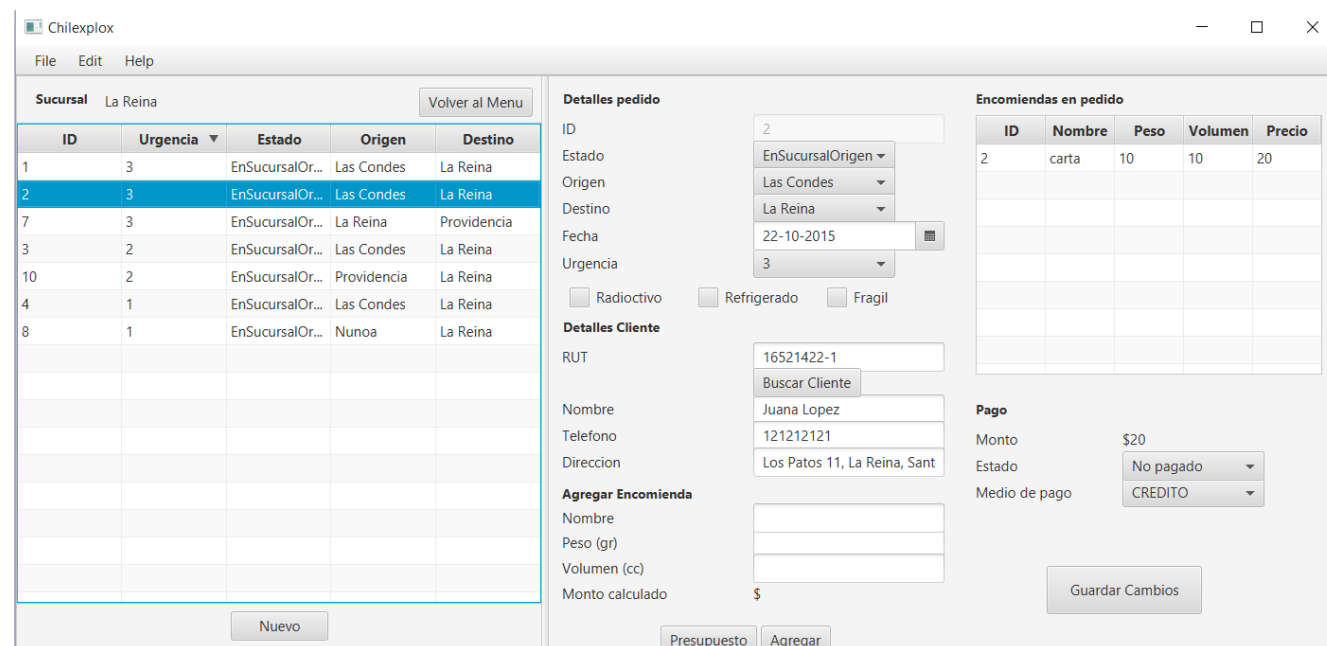 Chilexplox
File Edit Help
Sucursal La Reina Volver al Menu
ID Urgencia Estado Origen Destino
1 3 EnSucursalOr... Las Condes La Reina
2 3 EnSucursalOr... Las Condes La Reina
7 3 EnSucursalOr... La Reina Providencia
3 2 EnSucursalOr... Las Condes La Reina
10 2 EnSucursalOr... Providencia La Reina
4 1 EnSucursalOr... Las Condes La Reina
8 1 EnSucursalOr... Nunoa La Reina
Nuevo
Detalles pedido
ID 2
Estado EnSucursalOrigen
Origen Las Condes
Destino La Reina
Fecha 22-10-2015
Urgencia 3
Radioctivo Refrigerado Fragil
Detalles Cliente
RUT 16521422-1
Buscar Cliente
Nombre Juana Lopez
Telefono 121212121
Direccion Los Patos 11, La Reina, Sant
Agregar Encomienda
Nombre
Peso (gr)
Volumen (cc)
Monto calculado $
Presupuesto Agregar
Encomiendas en pedido
ID Nombre Peso Volumen Precio
2 carta 10 10 20
Pago
Monto $20
Estado No pagado
Medio de pago CREDITO
Guardar Cambios